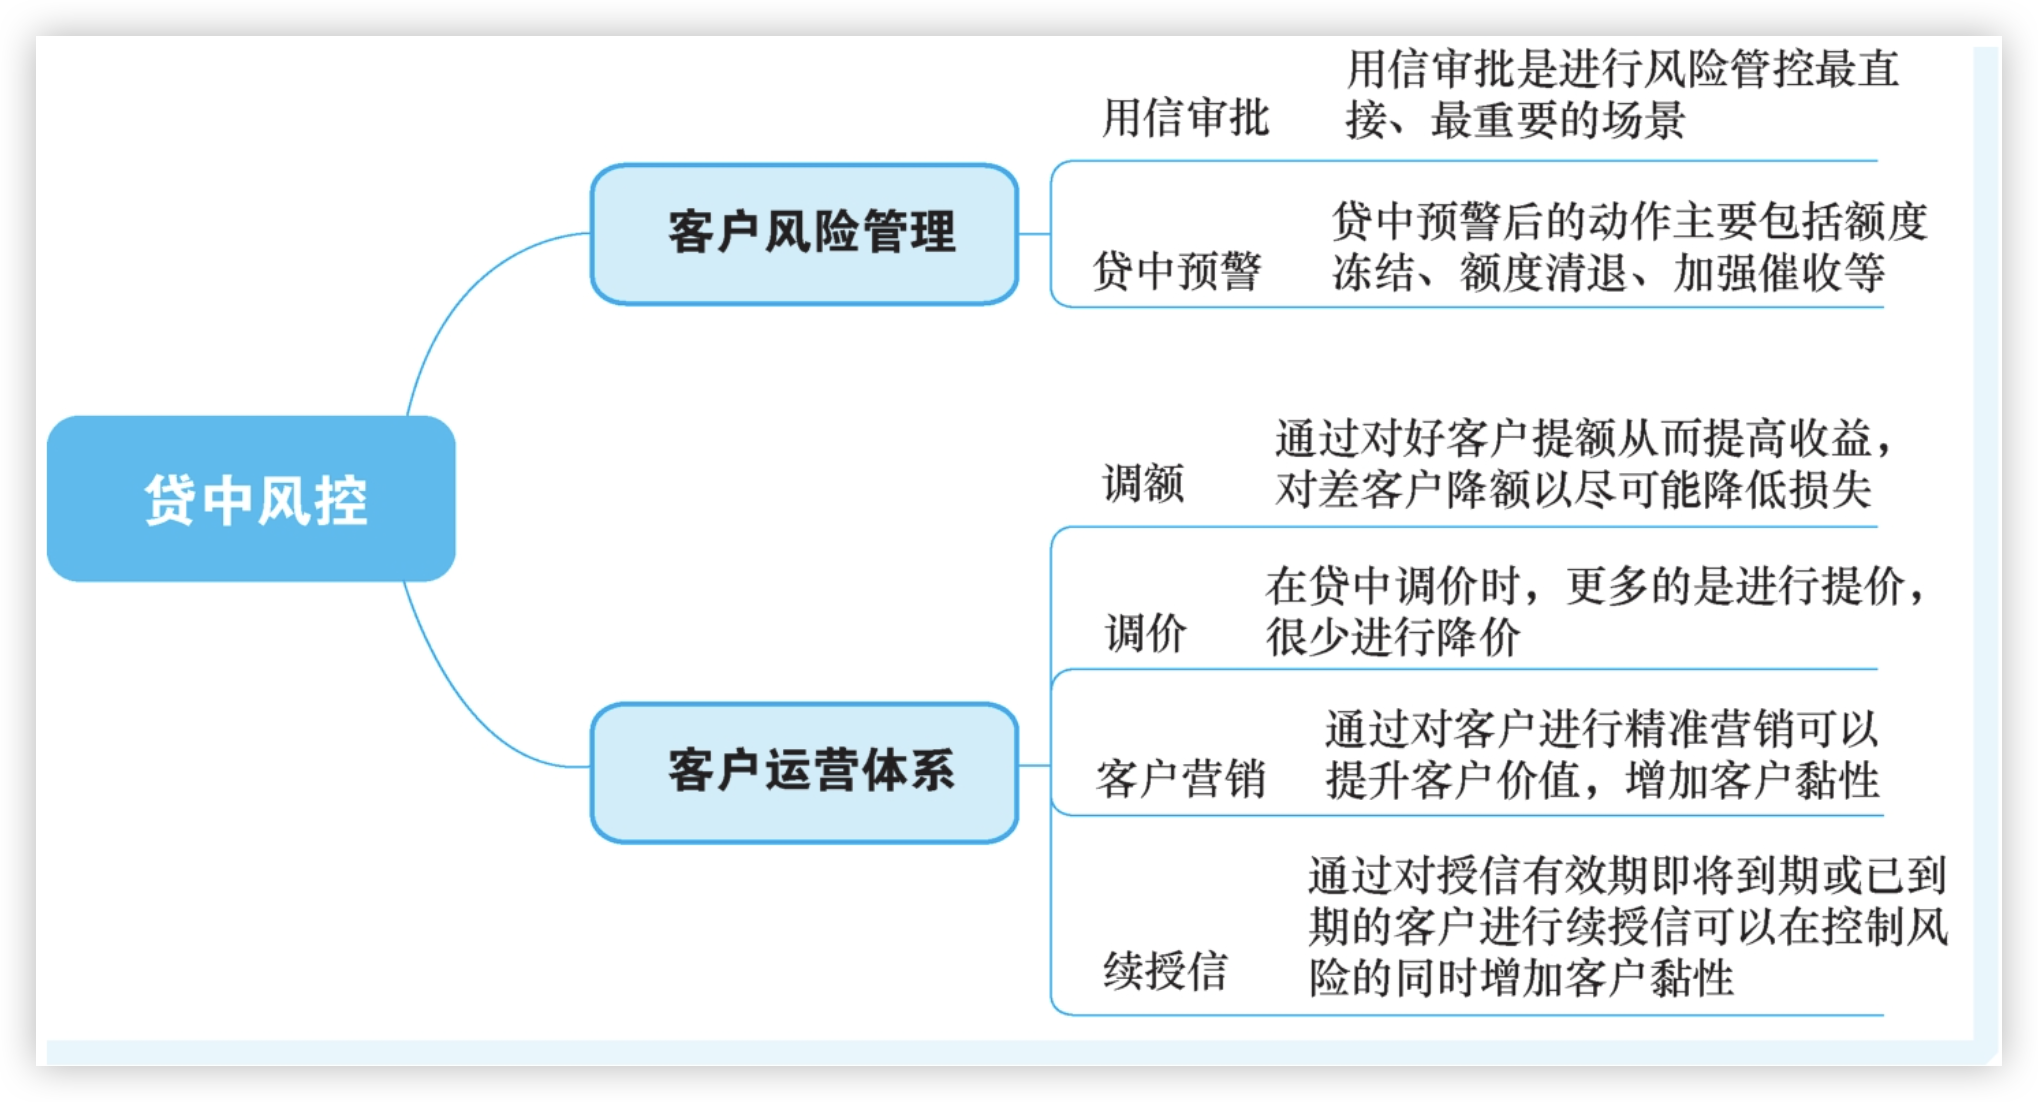 贷中风控
客户风险管理
用信审批
用信审批是进行风险管控最直
接、最重要的场景
贷中预警
贷中预警后的动作主要包括额度
冻结、额度清退、加强催收等
客户运营体系
调额
通过对好客户提额从而提高收益，
对差客户降额以尽可能降低损失
调价
在贷中调价时，更多的是进行提价，
很少进行降价
客户营销
通过对客户进行精准营销可以
提升客户价值，增加客户黏性
续授信
通过对授信有效期即将到期或已到
期的客户进行续授信可以在控制风
险的同时增加客户黏性